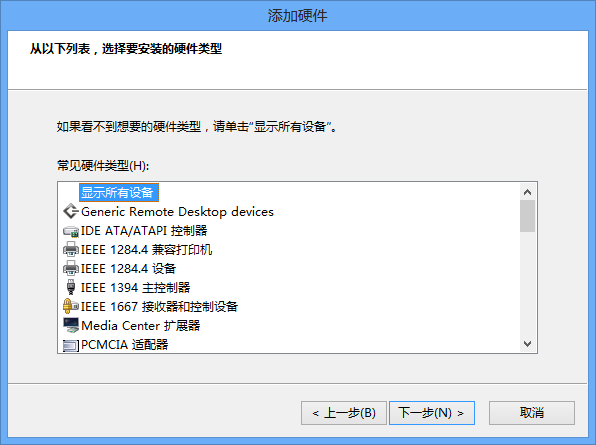 添加硬件
从以下列表，选择要安装的硬件类型
如果看不到想要的硬件类型，请单击"显示所有设备"。
常见硬件类型(H):
显示所有设备
Generic Remote Desktop devices
IDE ATA/ATAPI 控制器
IEEE 1284.4 兼容打印机
IEEE 1284.4 设备
IEEE 1394 主控制器
IEEE 1667 接收器和控制设备
Media Center 扩展器
PCMCIA 适配器
< 上一步(B) 下一步(N) > 取消